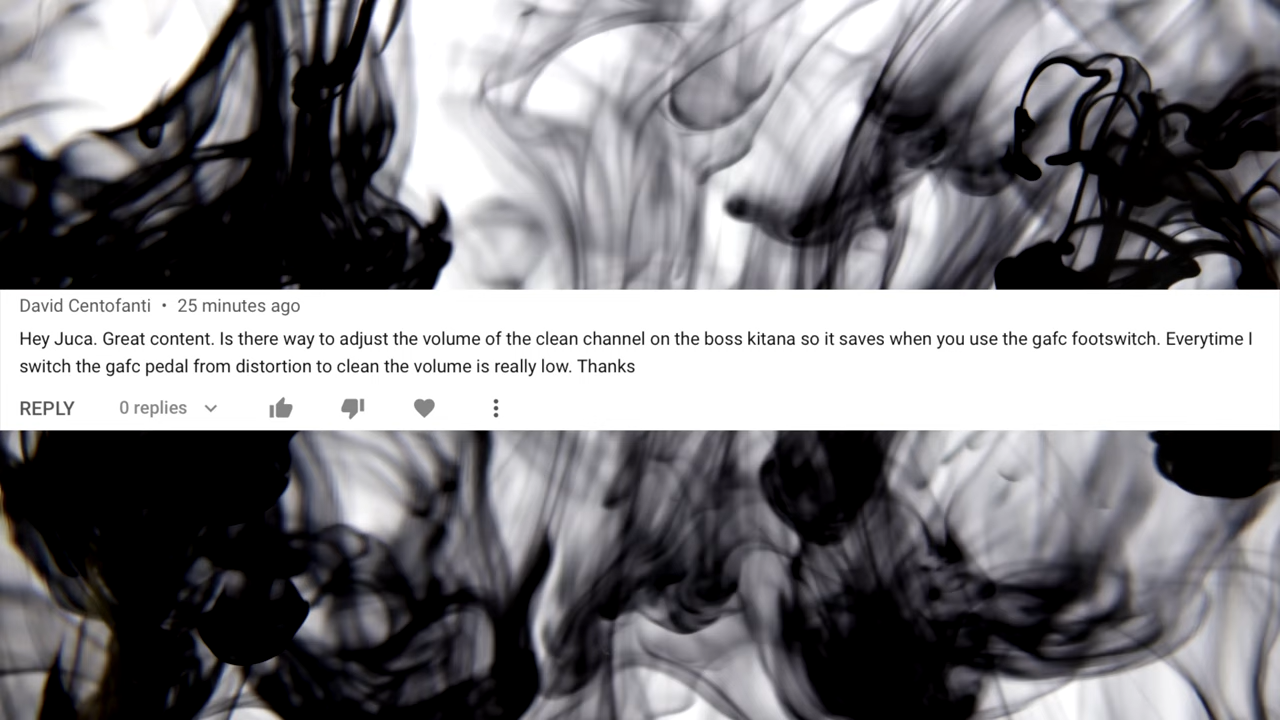 David Centofanti • 25 minutes ago
Hey Juca. Great content. Is there way to adjust the volume of the clean channel on the boss kitana so it saves when you use the gafc footswitch. Everytime I
switch the gafc pedal from distortion to clean the volume is really low. Thanks
REPLY 0 replies